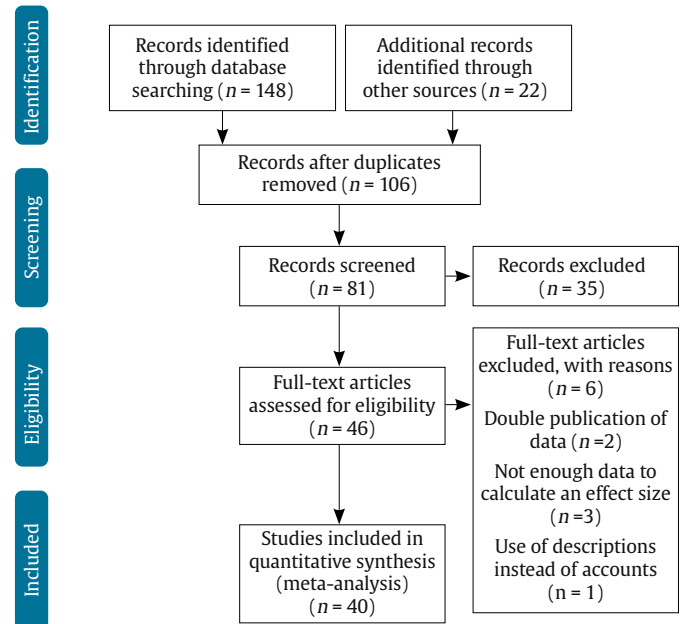 Identification
Records identified
through database
searching (n = 148)
Additional records
identified through
other sources (n = 22)
Records after duplicates
removed (n = 106)
Screening
Records screened
(n = 81)
Records excluded
(n = 35)
Eligibility
Full-text articles
assessed for eligibility
(n = 46)
Full-text articles
excluded, with reasons
(n = 6)
Double publication of
data (n =2)
Not enough data to
calculate an effect size
(n =3)
Use of descriptions
instead of accounts
(n = 1)
Included
Studies included in
quantitative synthesis
(meta-analysis)
(n = 40)